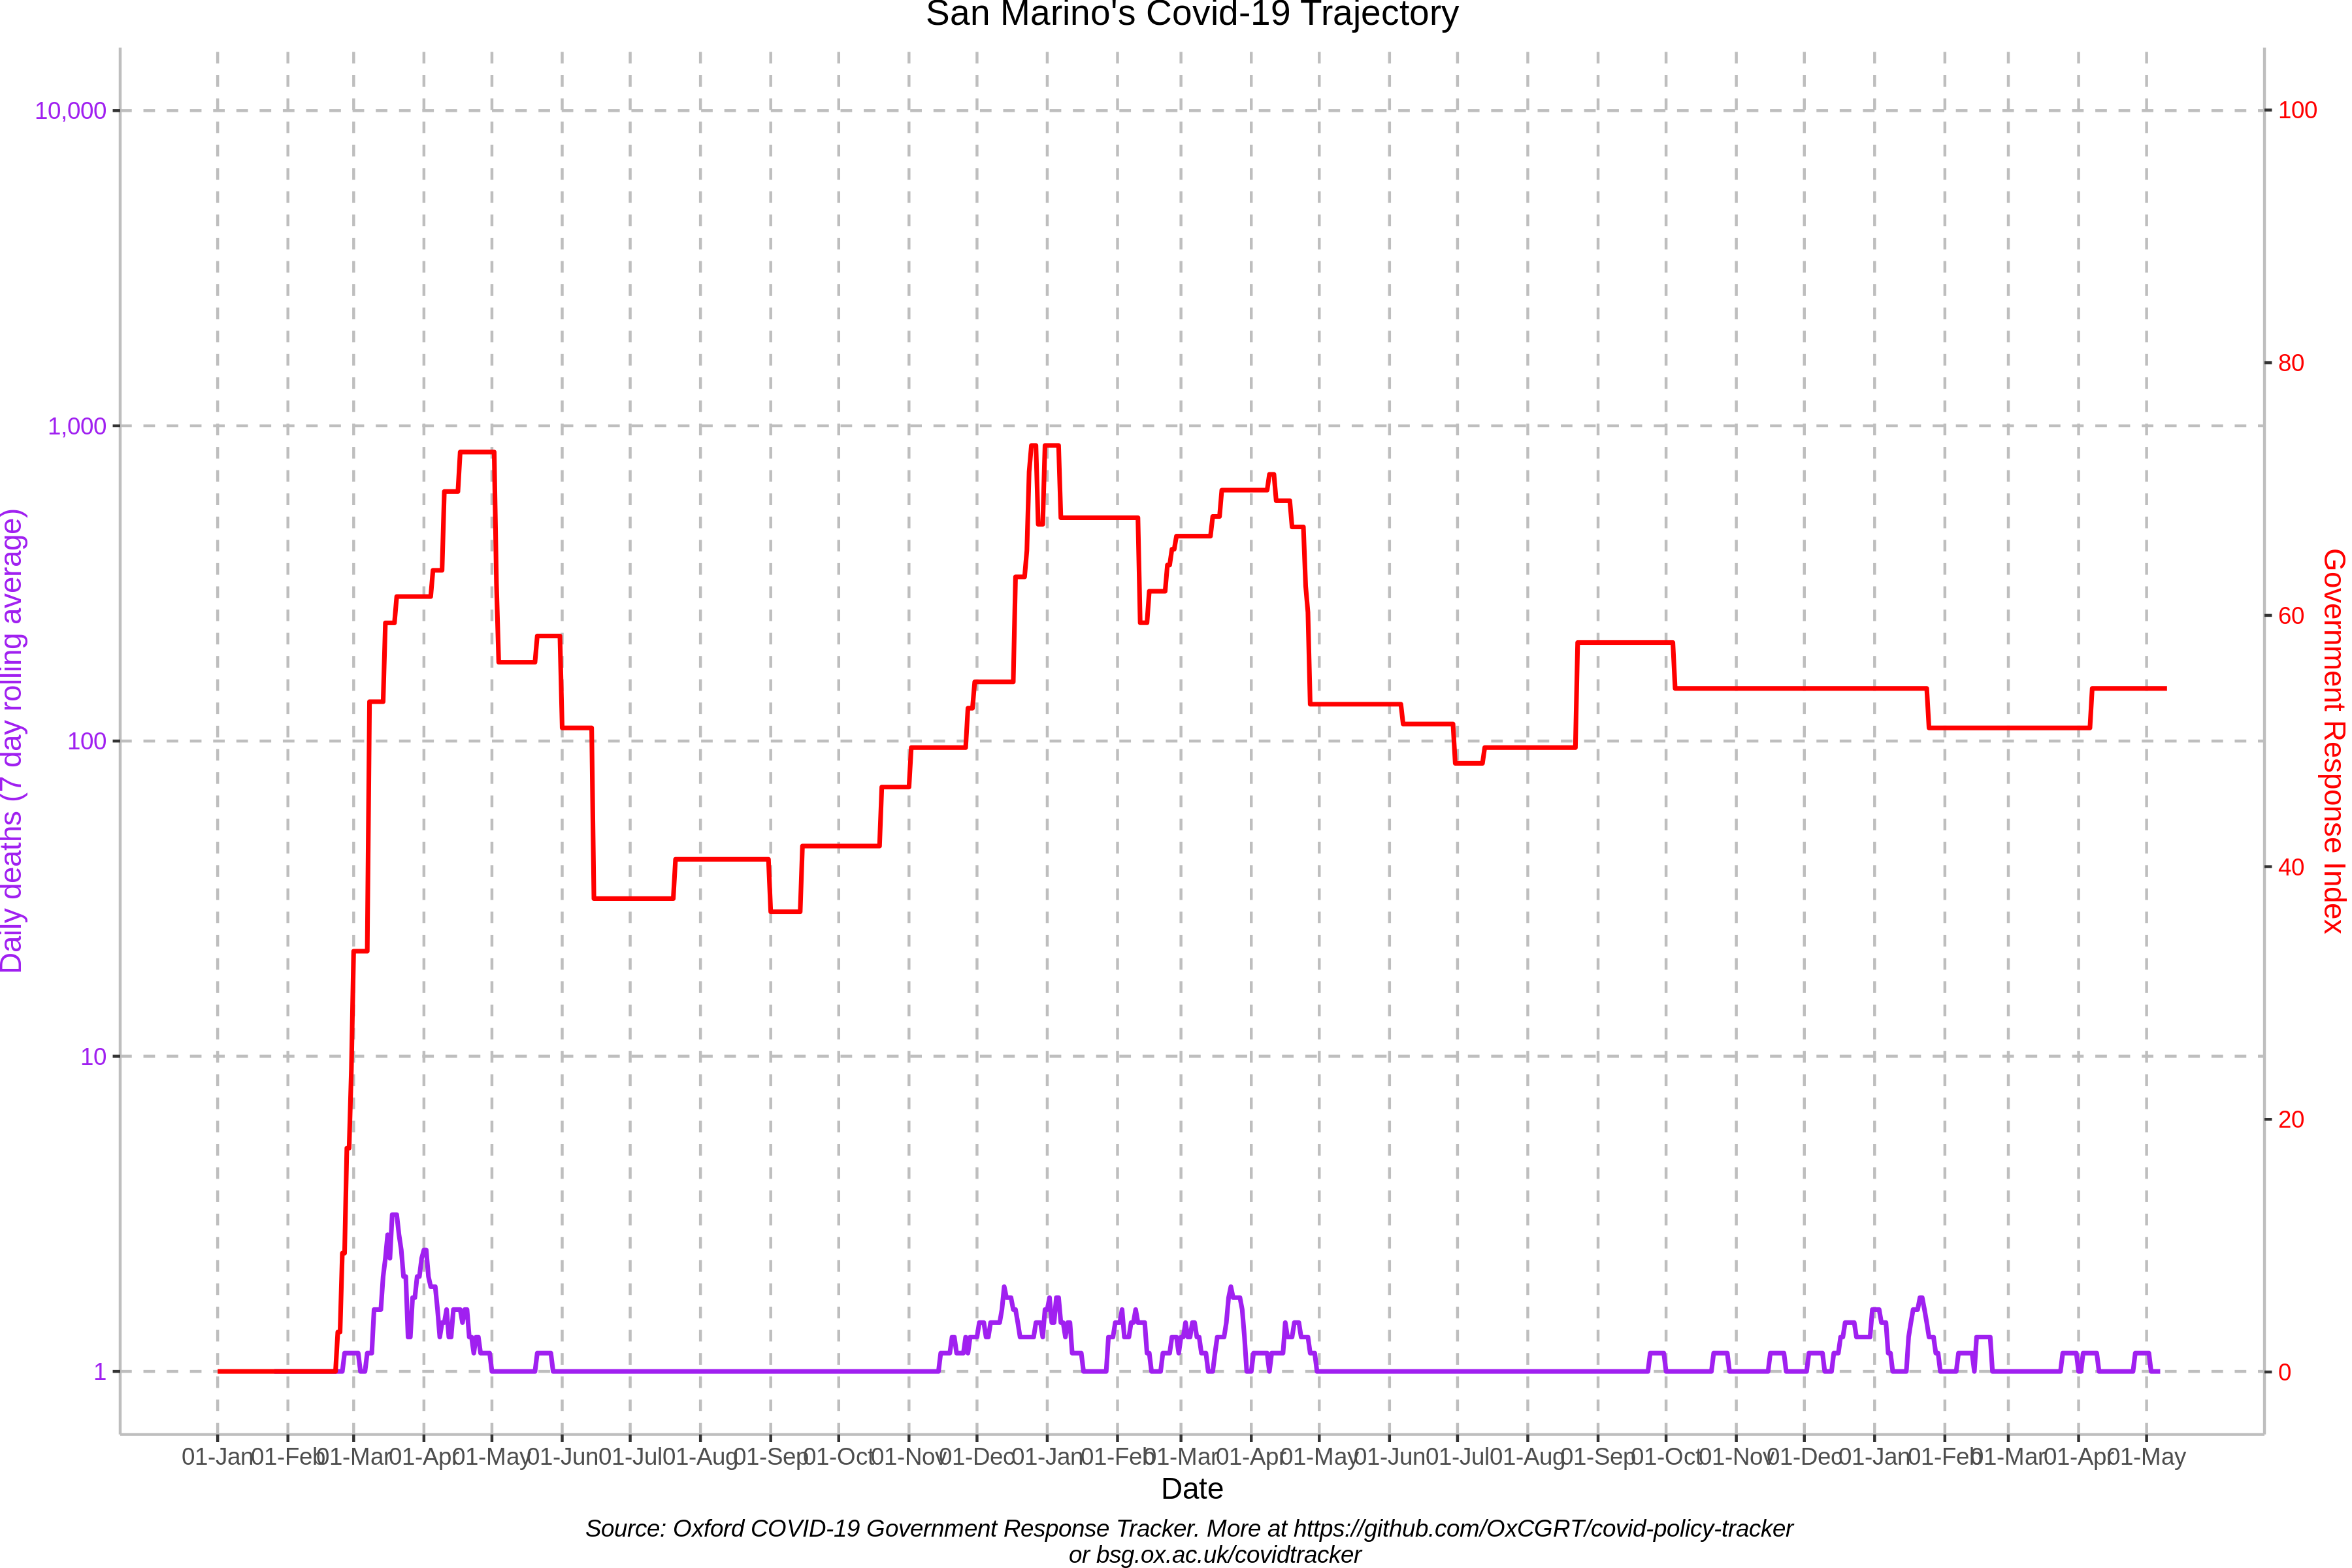 San Marino's Covid-19 Trajectory
Daily deaths (7 day rolling average)
10,000
1,000
100
10
1
Government Response Index
100
80
60
40
20
0
01-Jan 01-Feb 01-Mar 01-Apr 01-May 01-Jun 01-Jul 01-Aug 01-Sep 01-Oct 01-Nov 01-Dec 01-Jan 01-Feb 01-Mar 01-Apr 01-May 01-Jun 01-Jul 01-Aug 01-Sep 01-Oct 01-Nov 01-Dec 01-Jan 01-Feb 01-Mar 01-Apr 01-May
Date
Source: Oxford COVID-19 Government Response Tracker. More at https://github.com/OxCGRT/covid-policy-tracker
or bsg.ox.ac.uk/covidtracker